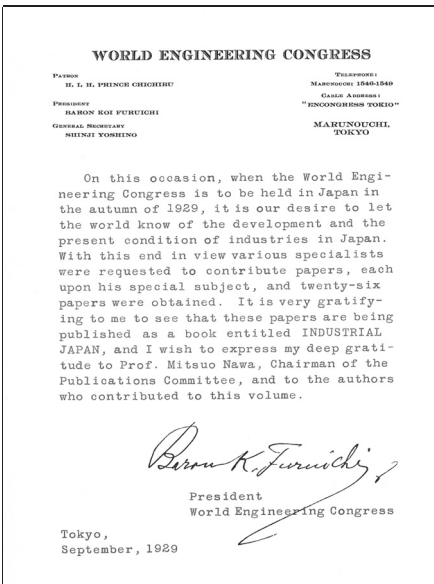 WORLD ENGINEERING CONGRESS
PATRON
H. I. H. PRINCE CHICHIBU
PRESIDENT
BARON KOI FURUICHI
GENERAL SECRETARY
SHINJI YOSHINO
TELEPHONE:
MARUNOUCHI 1546-1549
CABLE ADDRESS:
"ENCONGRESS TOKIO"
MARUNOUCHI,
TOKYO
On this occasion, when the World Engi-
neering Congress is to be held in Japan in
the autumn of 1929, it is our desire to let
the world know of the development and the
present condition of industries in Japan.
With this end in view various specialists
were requested to contribute papers, each
upon his special subject, and twenty-six
papers were obtained. It is very gratify-
ing to me to see that these papers are being
published as a book entitled INDUSTRIAL
JAPAN, and I wish to express my deep grati-
tude to Prof. Mitsuo Nawa, Chairman of the
Publications Committee, and to the authors
who contributed to this volume.
Baron K. Furuichi
President
World Engineering Congress
Tokyo,
September, 1929